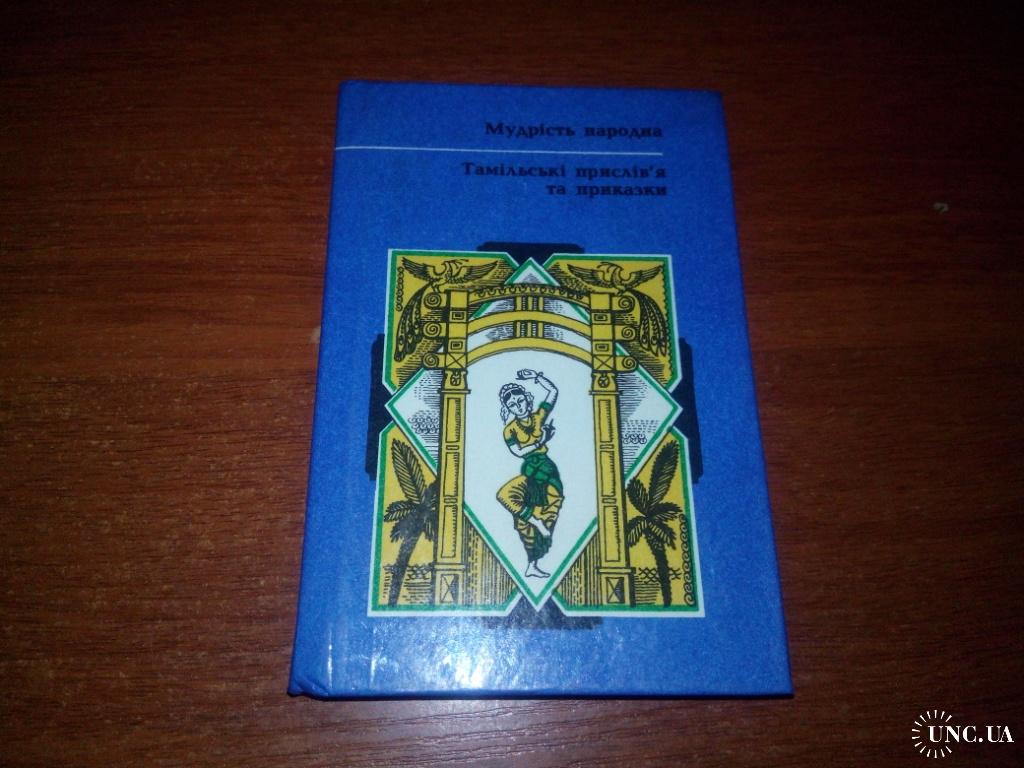 Мудрість народна
Тамільські прислів'я
та приказки
UNC.UA